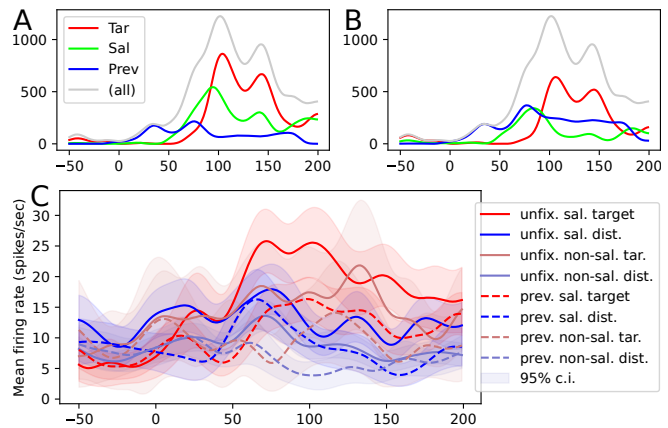 A
Tar
Sal
Prev
(all)
1000
500
0
−50 0 50 100 150 200
B
1000
500
0
−50 0 50 100 150 200
C
Mean firing rate (spikes/sec)
30
25
20
15
10
5
0
−50 0 50 100 150 200
unfix. sal. target
unfix. sal. dist.
unfix. non-sal. tar.
unfix. non-sal. dist.
prev. sal. target
prev. sal. dist.
prev. non-sal. tar.
prev. non-sal. dist.
95% c.i.